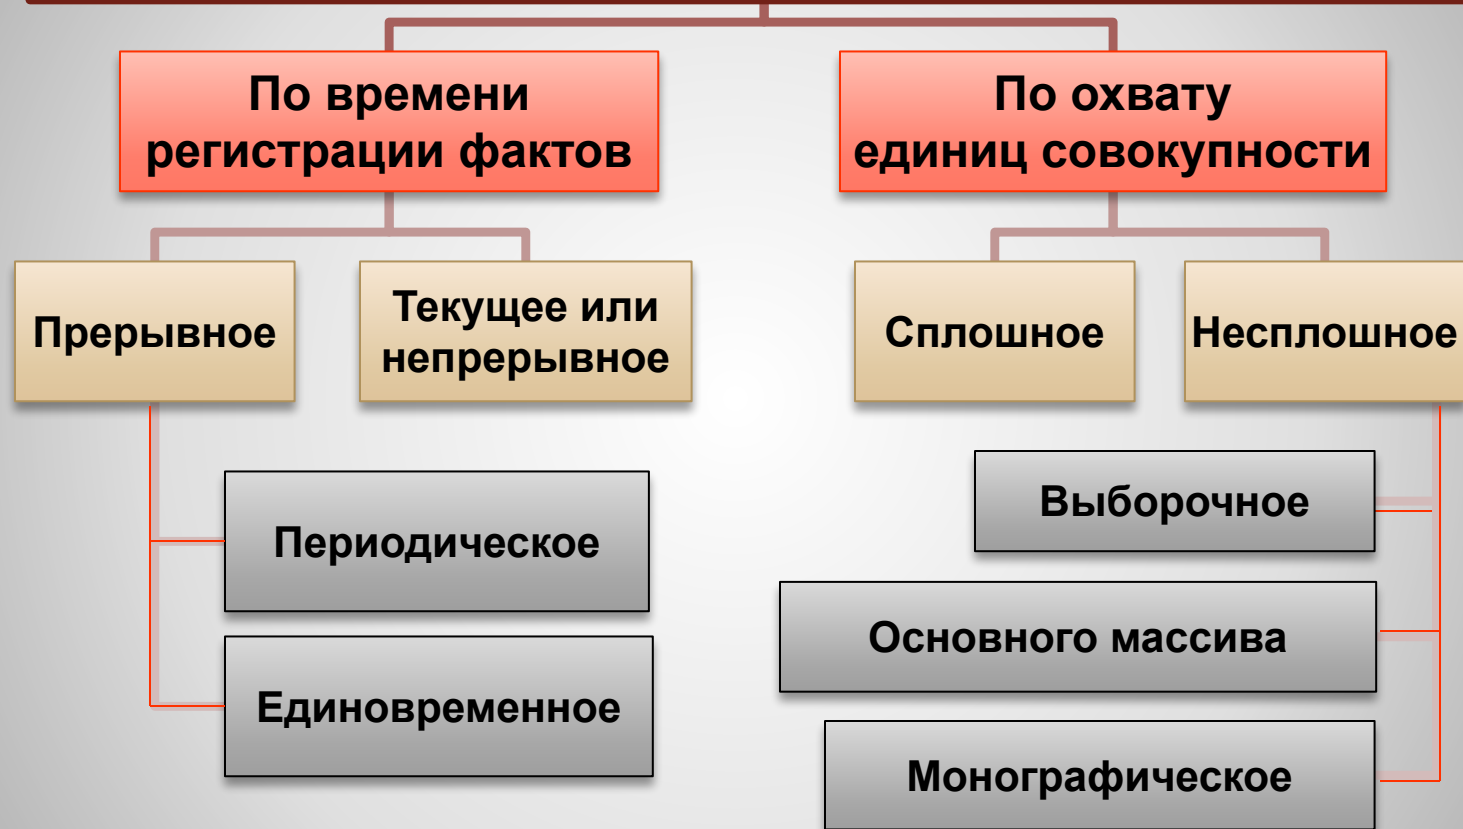 По времени
регистрации фактов
По охвату
единиц совокупности
Прерывное
Текущее или
непрерывное
Сплошное
Несплошное
Периодическое
Единовременное
Выборочное
Основного массива
Монографическое